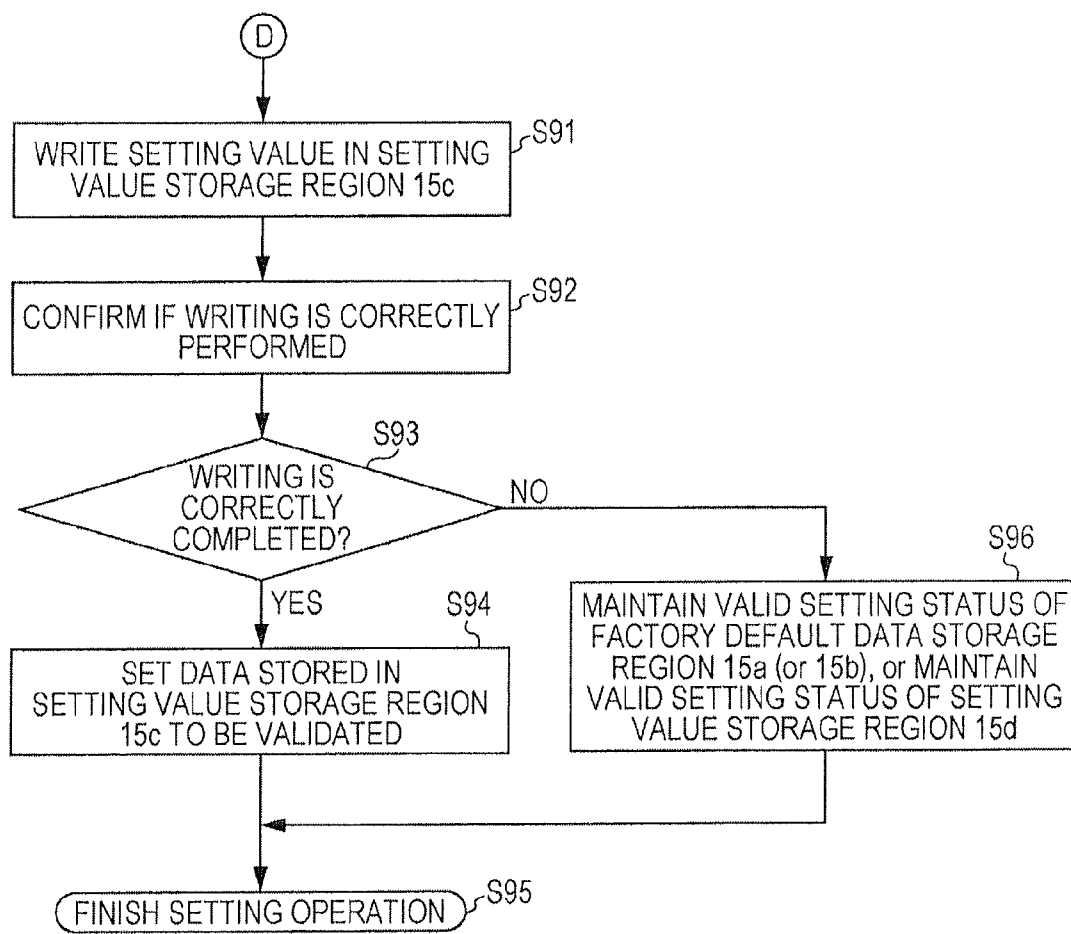 D
S91
WRITE SETTING VALUE IN SETTING
VALUE STORAGE REGION 15c
S92
CONFIRM IF WRITING IS CORRECTLY
PERFORMED
S93
WRITING IS
CORRECTLY
COMPLETED?
NO
YES
S94
SET DATA STORED IN
SETTING VALUE STORAGE REGION
15c TO BE VALIDATED
S96
MAINTAIN VALID SETTING STATUS OF
FACTORY DEFAULT DATA STORAGE
REGION 15a (or 15b), or MAINTAIN
VALID SETTING STATUS OF SETTING
VALUE STORAGE REGION 15d
FINISH SETTING OPERATION
S95